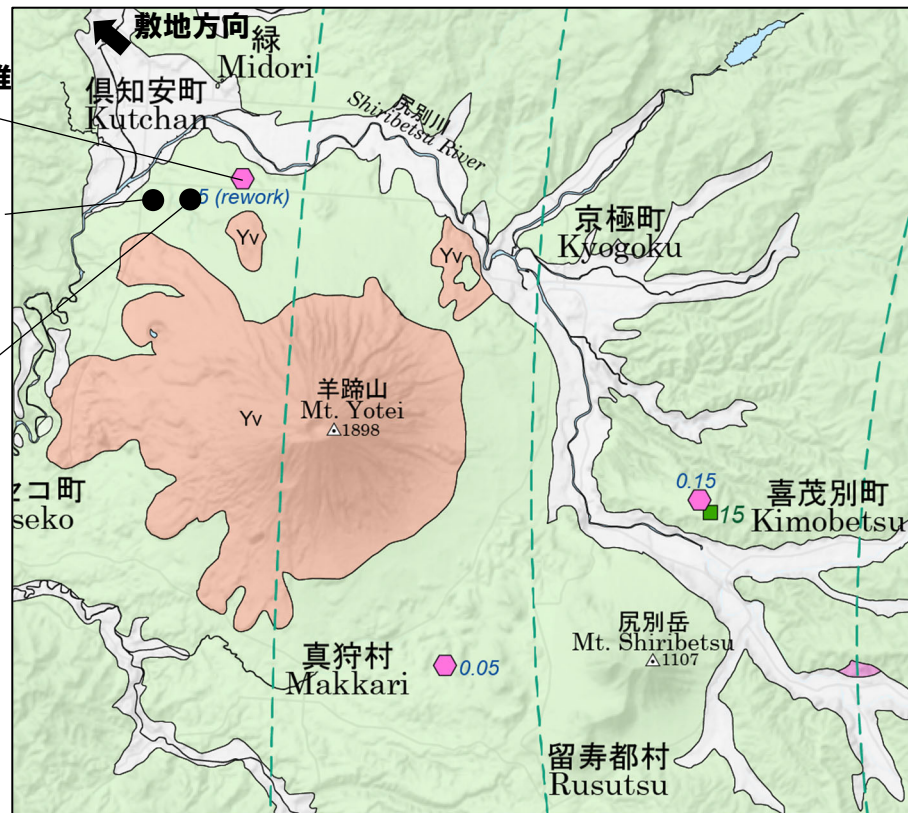 敷地方向
緑
Midori
倶知安町
Kutchan
尻別川
Shiribetsu River
5 (rework)
京極町
Kyogoku
Yv
Yv
羊蹄山
Mt. Yotei
1898
Yv
コ町
seko
0.15
15
喜茂別町
Kimobetsu
尻別岳
Mt. Shiribetsu
1107
真狩村
Makkari
0.05
留寿都村
Rusutsu